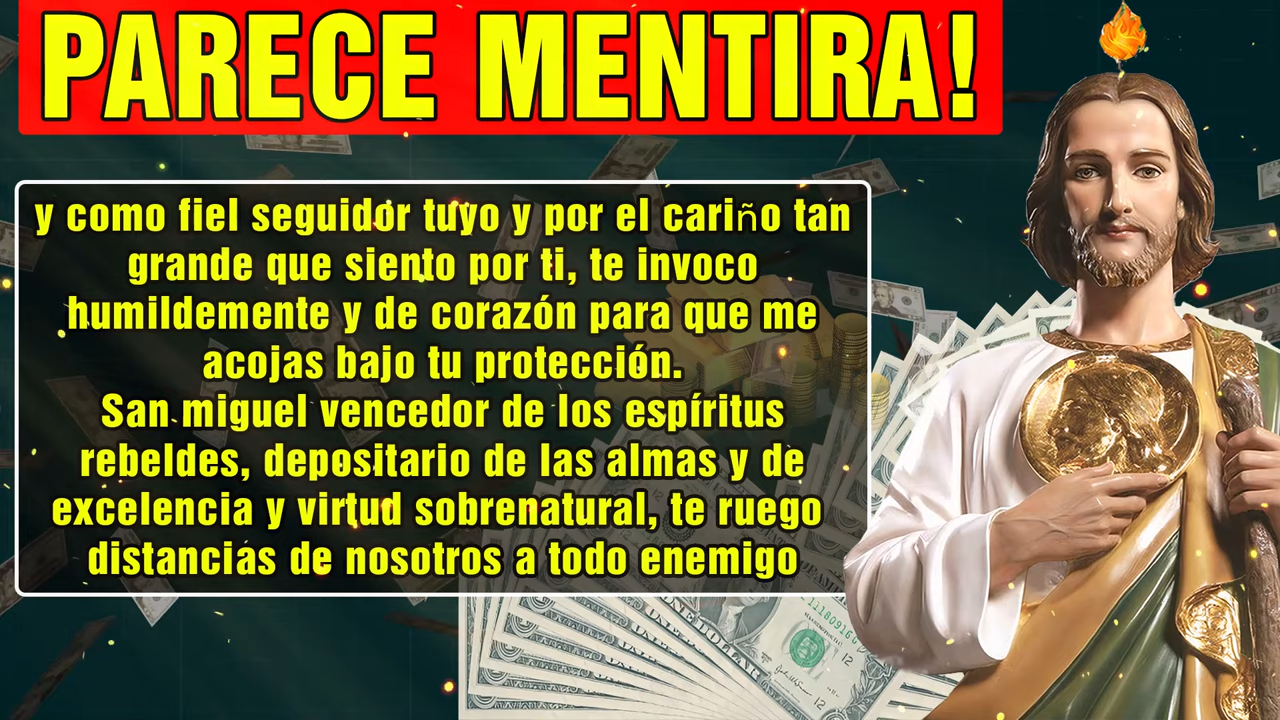 PARECE MENTIRA!
y como fiel seguidor tuyo y por el cariño tan
grande que siento por ti, te invoco
humildemente y de corazón para que me
acojas bajo tu protección.
San miguel vencedor de los espíritus
rebeldes, depositario de las almas y de
excelencia y virtud sobrenatural, te ruego
distancias de nosotros a todo enemigo